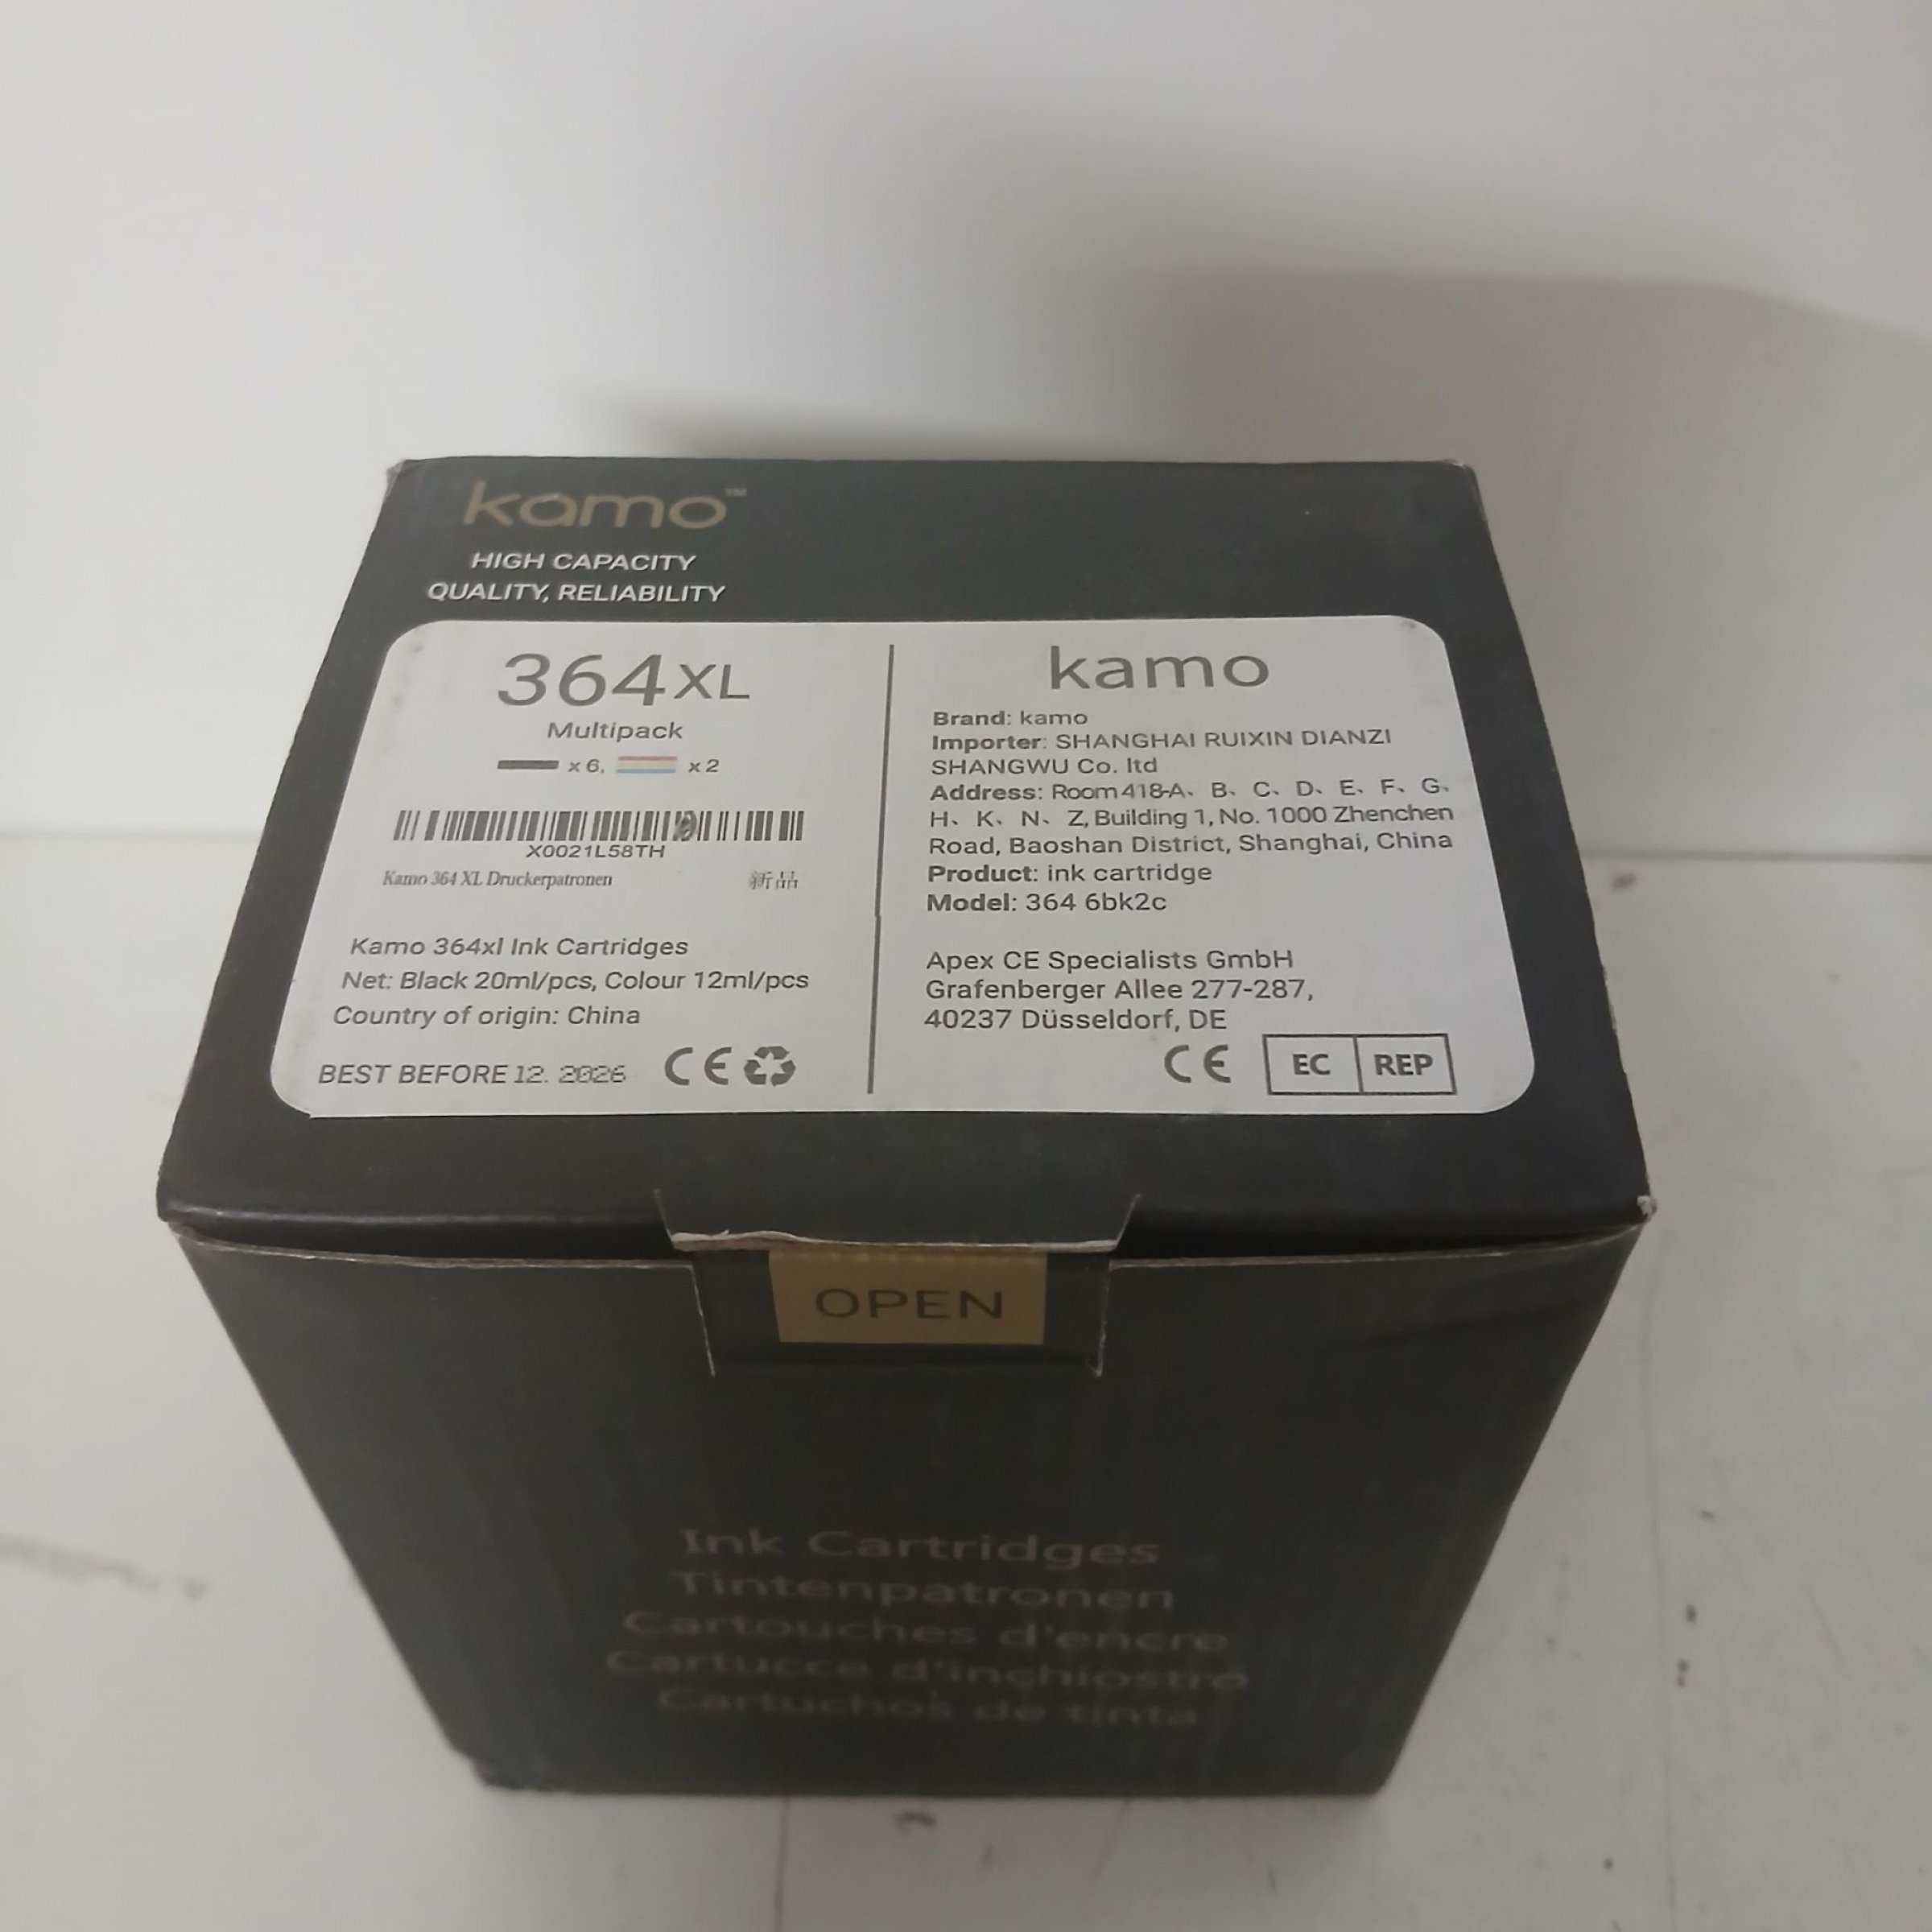 kamo™
HIGH CAPACITY
QUALITY, RELIABILITY
364XL
Multipack
x 6, x 2
X0021L58TH
Kamo 364 XL Druckerpatronen 新品
Kamo 364xl Ink Cartridges
Net: Black 20ml/pcs, Colour 12ml/pcs
Country of origin: China
BEST BEFORE 12. 2026 CE
kamo
Brand: kamo
Importer: SHANGHAI RUIXIN DIANZI
SHANGWU Co. ltd
Address: Room 418-A、B、C、D、E、F、G、
H、K、N、Z, Building 1, No. 1000 Zhenchen
Road, Baoshan District, Shanghai, China
Product: ink cartridge
Model: 364 6bk2c
Apex CE Specialists GmbH
Grafenberger Allee 277-287,
40237 Düsseldorf, DE
CE EC REP
OPEN
Ink Cartridges
Tintenpatronen
Cartouches d'encre
Cartucce d'inchiostro
Cartuchos de tinta